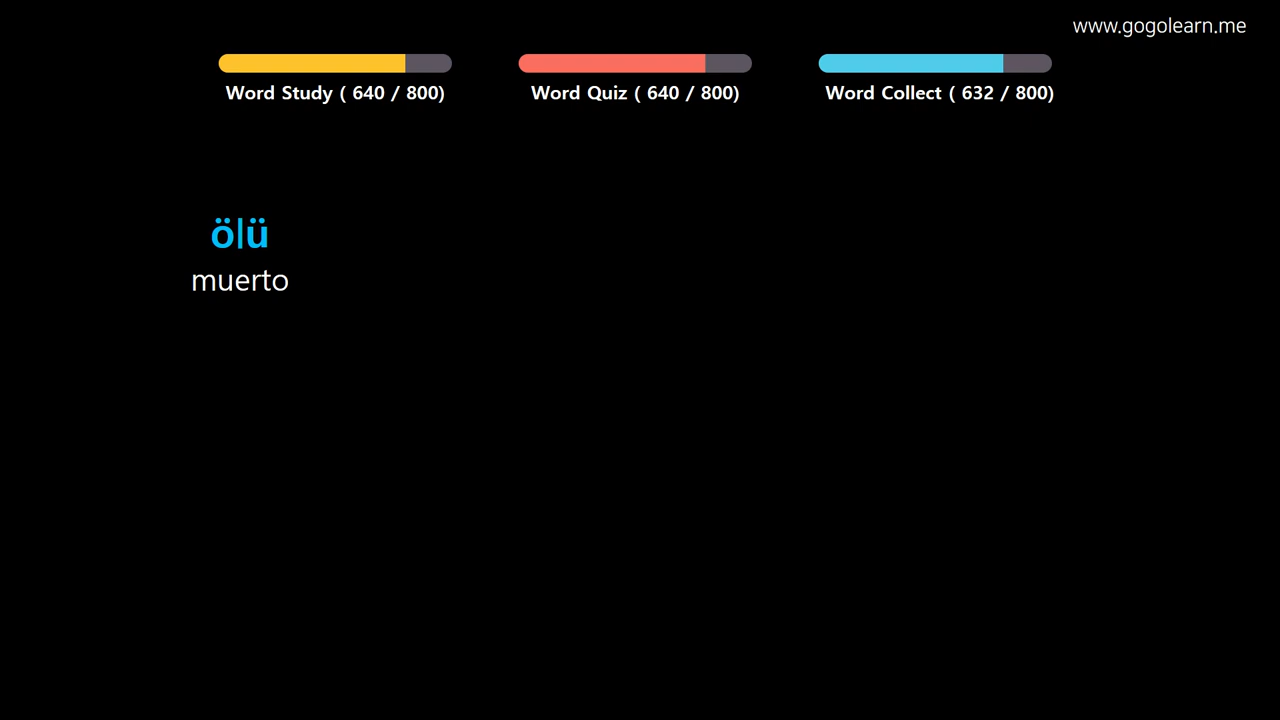 www.gogolearn.me
Word Study ( 640 / 800)
Word Quiz ( 640 / 800)
Word Collect ( 632 / 800)
ölü
muerto